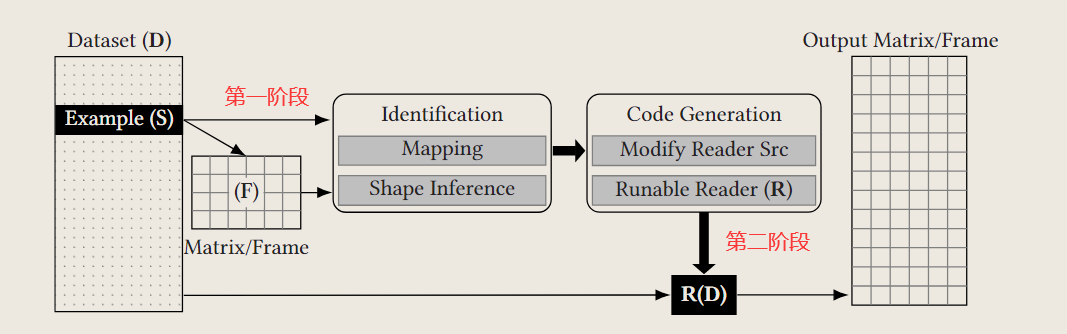 Dataset (D)
Output Matrix/Frame
第一阶段
Example (S)
Identification
Code Generation
Mapping
Modify Reader Src
(F)
Shape Inference
Runable Reader (R)
Matrix/Frame
第二阶段
R(D)